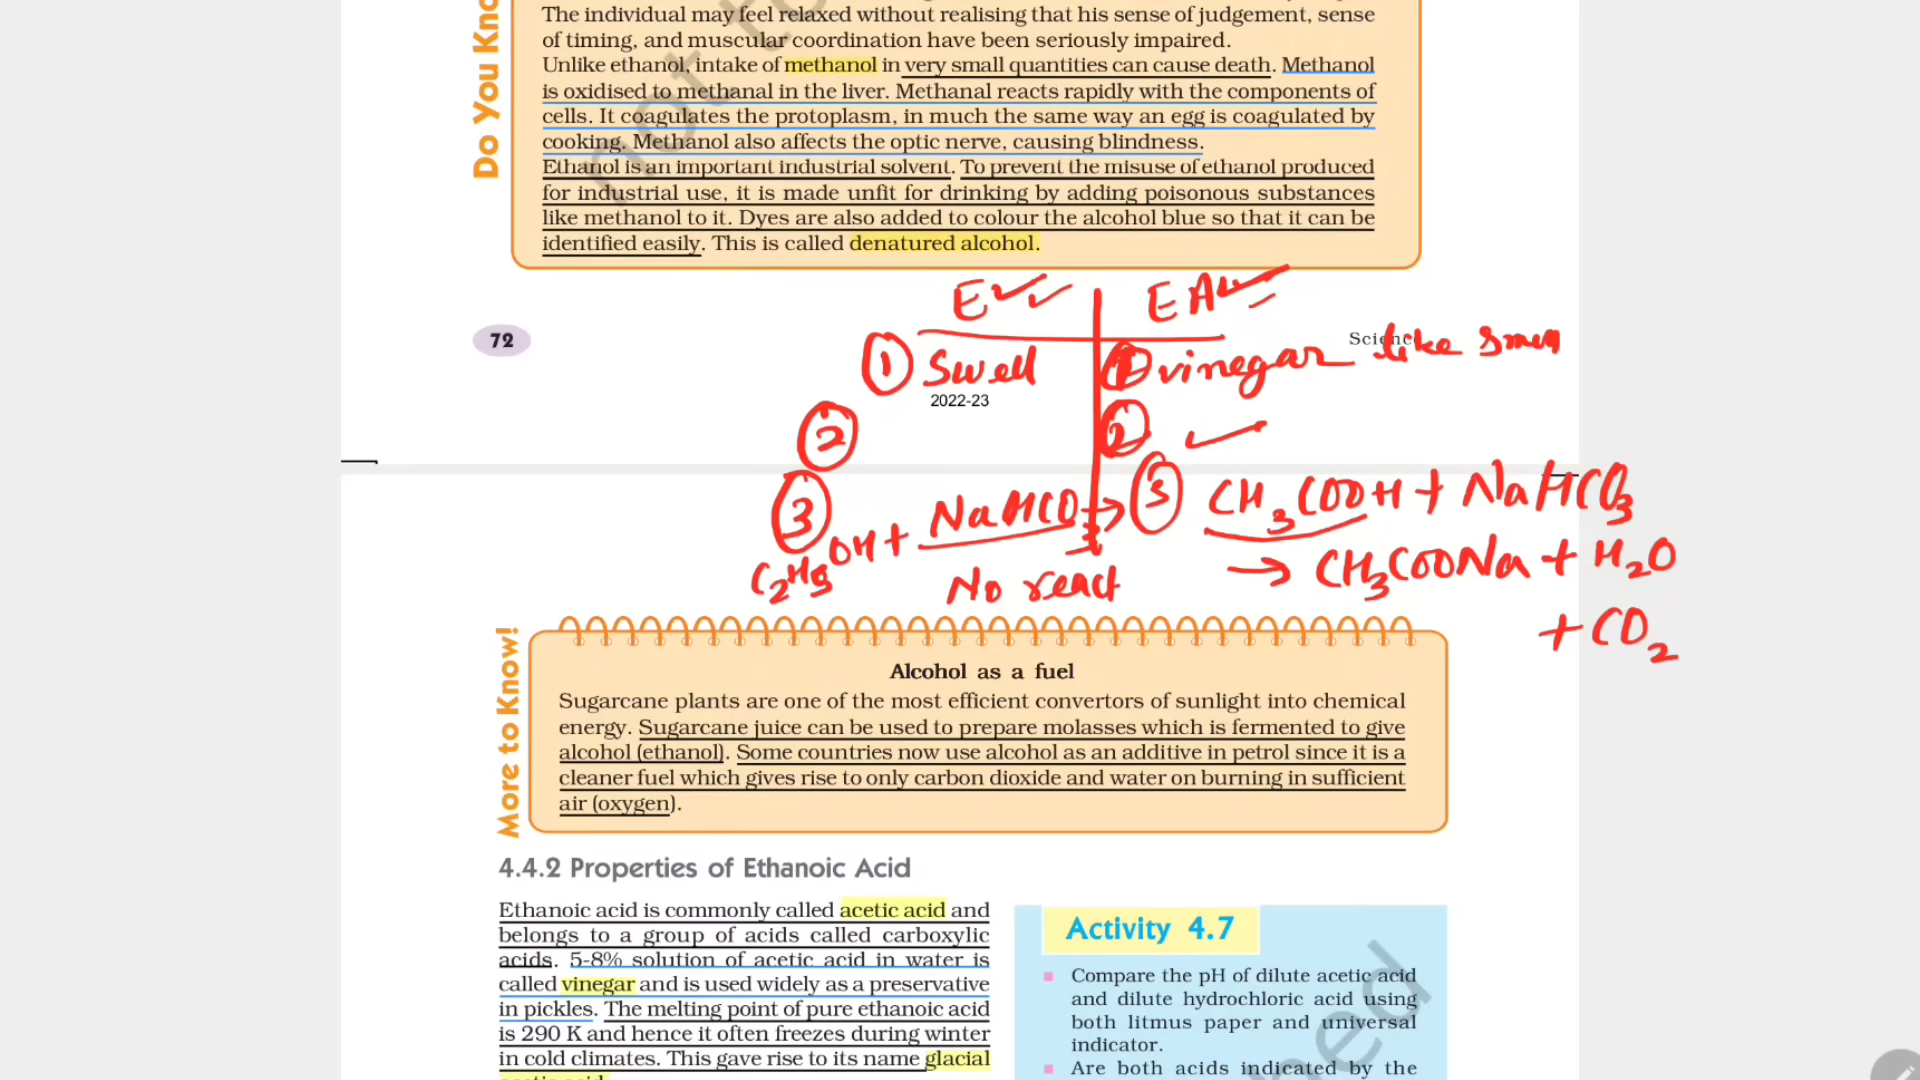 Do You Kno
The individual may feel relaxed without realising that his sense of judgement, sense
of timing, and muscular coordination have been seriously impaired.
Unlike ethanol, intake of methanol in very small quantities can cause death. Methanol
is oxidised to methanal in the liver. Methanal reacts rapidly with the components of
cells. It coagulates the protoplasm, in much the same way an egg is coagulated by
cooking. Methanol also affects the optic nerve, causing blindness.
Ethanol is an important industrial solvent. To prevent the misuse of ethanol produced
for industrial use, it is made unfit for drinking by adding poisonous substances
like methanol to it. Dyes are also added to colour the alcohol blue so that it can be
identified easily. This is called denatured alcohol.
not to
E ✓✓ EA ✓✓
72
Science
① Swell ① vinegar like
2022-23
② ② ✓
③ C2H5OH + NaHCO3 → No react
③ CH3COOH + NaHCO3
→ CH3COONa + H2O
+ CO2
More to Know!
Alcohol as a fuel
Sugarcane plants are one of the most efficient convertors of sunlight into chemical
energy. Sugarcane juice can be used to prepare molasses which is fermented to give
alcohol (ethanol). Some countries now use alcohol as an additive in petrol since it is a
cleaner fuel which gives rise to only carbon dioxide and water on burning in sufficient
air (oxygen).
4.4.2 Properties of Ethanoic Acid
Ethanoic acid is commonly called acetic acid and
belongs to a group of acids called carboxylic
acids. 5-8% solution of acetic acid in water is
called vinegar and is used widely as a preservative
in pickles. The melting point of pure ethanoic acid
is 290 K and hence it often freezes during winter
in cold climates. This gave rise to its name glacial
acetic acid.
Activity 4.7
Compare the pH of dilute acetic acid
and dilute hydrochloric acid using
both litmus paper and universal
indicator.
Are both acids indicated by the
hed